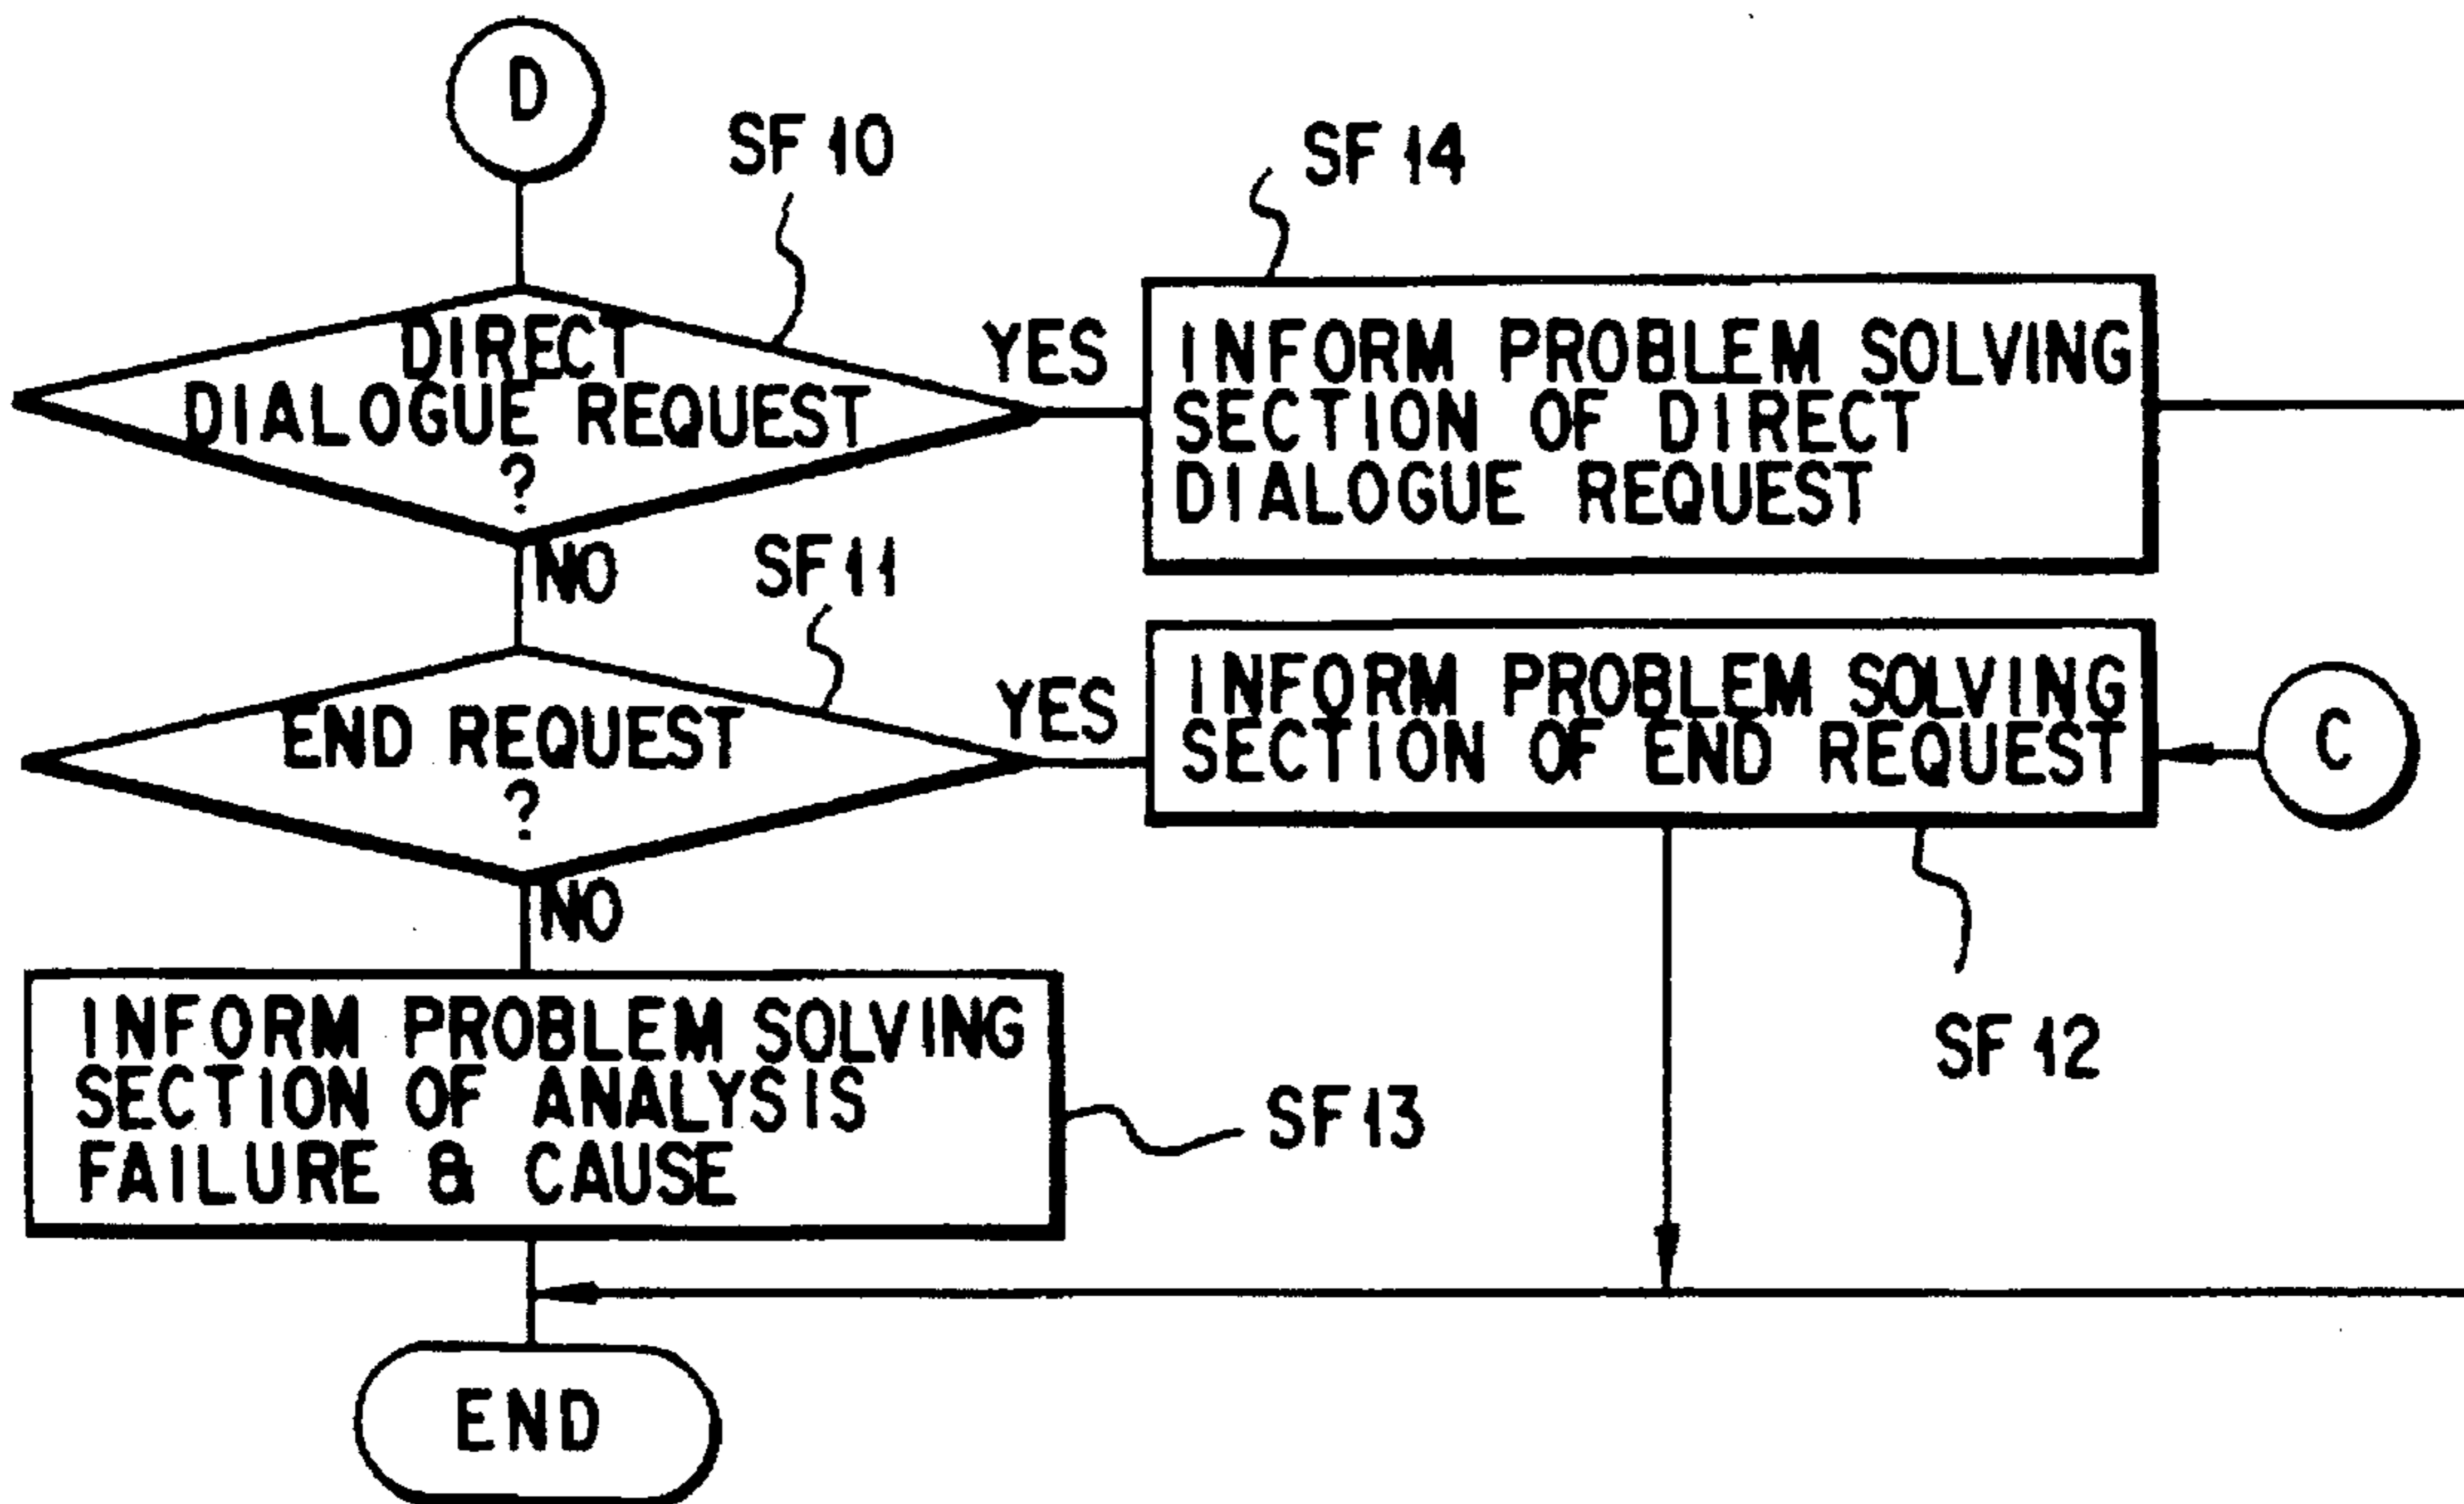 D
SF 10
SF 14
DIRECT
DIALOGUE REQUEST
?
YES
INFORM PROBLEM SOLVING
SECTION OF DIRECT
DIALOGUE REQUEST
NO
SF 11
END REQUEST
?
YES
INFORM PROBLEM SOLVING
SECTION OF END REQUEST
C
NO
SF 12
INFORM PROBLEM SOLVING
SECTION OF ANALYSIS
FAILURE & CAUSE
SF 13
END